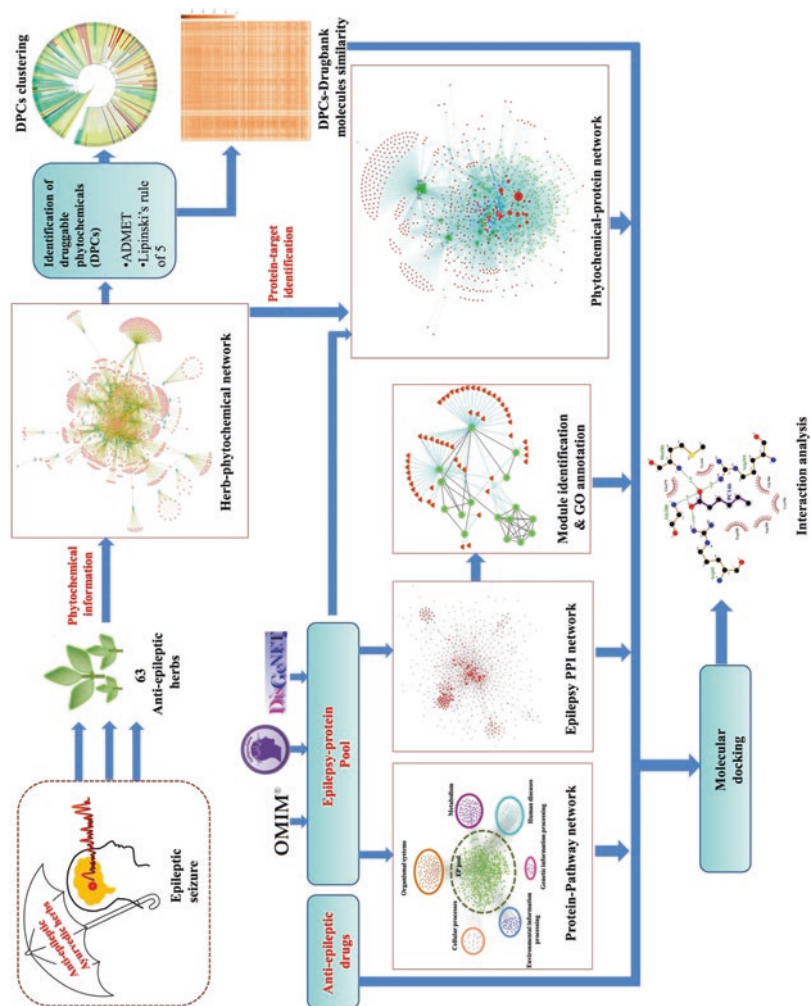 Anti-epileptic
Ayurvedic herbs
Epileptic
seizure
63
Anti-epileptic
herbs
Phytochemical
information
Herb-phytochemical network
Identification of
druggable
phytochemicals
(DPCs)
•ADMET
•Lipinski's rule
of 5
DPCs clustering
DPCs-Drugbank
molecules similarity
Protein-target
identification
OMIM®
DisGeNET
Anti-epileptic
drugs
Epilepsy-protein
Pool
Cellular processes
Organismal systems
Metabolism
EP pool
Environmental information
processing
Genetic information processing
Human diseases
Protein-Pathway network
Epilepsy PPI network
Module identification
& GO annotation
Phytochemical-protein network
Molecular
docking
Interaction analysis